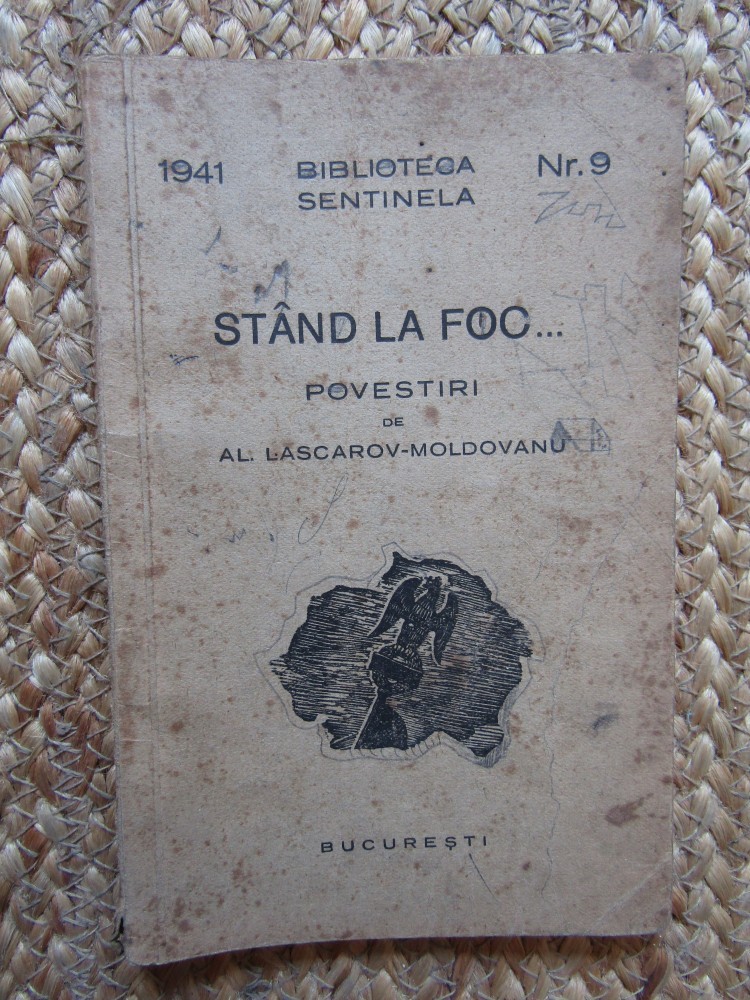 1941 BIBLIOTECA Nr. 9
SENTINELA
STÂND LA FOC...
POVESTIRI
DE
AL. LASCAROV-MOLDOVANU
BUCUREȘTI